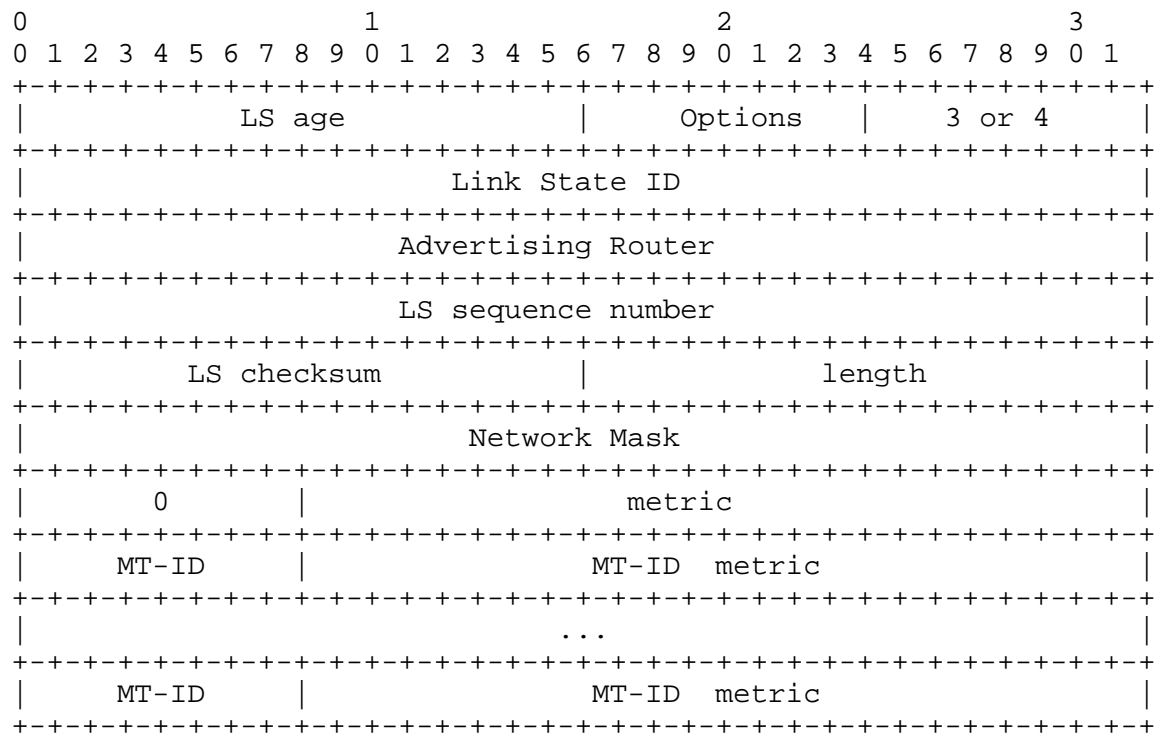 0                   1                   2                   3
0 1 2 3 4 5 6 7 8 9 0 1 2 3 4 5 6 7 8 9 0 1 2 3 4 5 6 7 8 9 0 1
+-+-+-+-+-+-+-+-+-+-+-+-+-+-+-+-+-+-+-+-+-+-+-+-+-+-+-+-+-+-+-+-+
|            LS age             |     Options   |    3 or 4     |
+-+-+-+-+-+-+-+-+-+-+-+-+-+-+-+-+-+-+-+-+-+-+-+-+-+-+-+-+-+-+-+-+
|                        Link State ID                          |
+-+-+-+-+-+-+-+-+-+-+-+-+-+-+-+-+-+-+-+-+-+-+-+-+-+-+-+-+-+-+-+-+
|                     Advertising Router                        |
+-+-+-+-+-+-+-+-+-+-+-+-+-+-+-+-+-+-+-+-+-+-+-+-+-+-+-+-+-+-+-+-+
|                     LS sequence number                        |
+-+-+-+-+-+-+-+-+-+-+-+-+-+-+-+-+-+-+-+-+-+-+-+-+-+-+-+-+-+-+-+-+
|         LS checksum           |             length            |
+-+-+-+-+-+-+-+-+-+-+-+-+-+-+-+-+-+-+-+-+-+-+-+-+-+-+-+-+-+-+-+-+
|                         Network Mask                          |
+-+-+-+-+-+-+-+-+-+-+-+-+-+-+-+-+-+-+-+-+-+-+-+-+-+-+-+-+-+-+-+-+
|       0       |                  metric                       |
+-+-+-+-+-+-+-+-+-+-+-+-+-+-+-+-+-+-+-+-+-+-+-+-+-+-+-+-+-+-+-+-+
|     MT-ID     |                MT-ID  metric                  |
+-+-+-+-+-+-+-+-+-+-+-+-+-+-+-+-+-+-+-+-+-+-+-+-+-+-+-+-+-+-+-+-+
|                              ...                              |
+-+-+-+-+-+-+-+-+-+-+-+-+-+-+-+-+-+-+-+-+-+-+-+-+-+-+-+-+-+-+-+-+
|     MT-ID     |                MT-ID  metric                  |
+-+-+-+-+-+-+-+-+-+-+-+-+-+-+-+-+-+-+-+-+-+-+-+-+-+-+-+-+-+-+-+-+